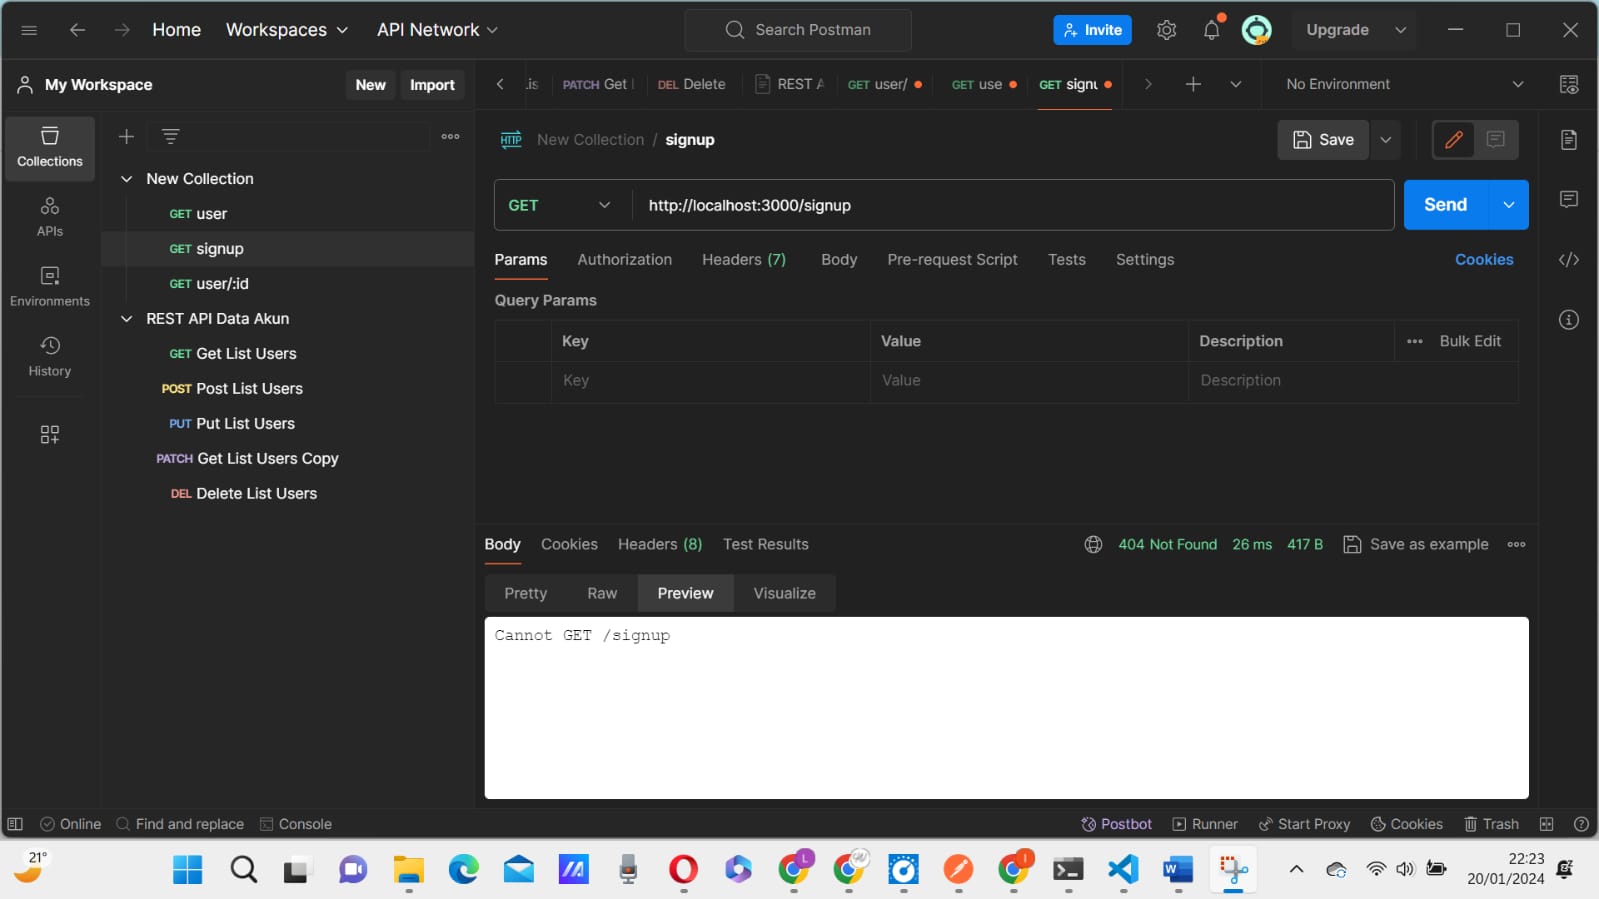 Home
Workspaces
API Network
Search Postman
Invite
Upgrade
My Workspace
New
Import
PATCH Get
DEL Delete
REST A
GET user/
GET use
GET signu
No Environment
Collections
APIs
Environments
History
New Collection
GET user
GET signup
GET user/:id
REST API Data Akun
GET Get List Users
POST Post List Users
PUT Put List Users
PATCH Get List Users Copy
DEL Delete List Users
HTTP New Collection / signup
Save
GET
http://localhost:3000/signup
Send
Params
Authorization
Headers (7)
Body
Pre-request Script
Tests
Settings
Cookies
Query Params
Key
Value
Description
Bulk Edit
Key
Value
Description
Body
Cookies
Headers (8)
Test Results
404 Not Found
26 ms
417 B
Save as example
Pretty
Raw
Preview
Visualize
Cannot GET /signup
Online
Find and replace
Console
Postbot
Runner
Start Proxy
Cookies
Trash
21°
L
I
22:23
20/01/2024